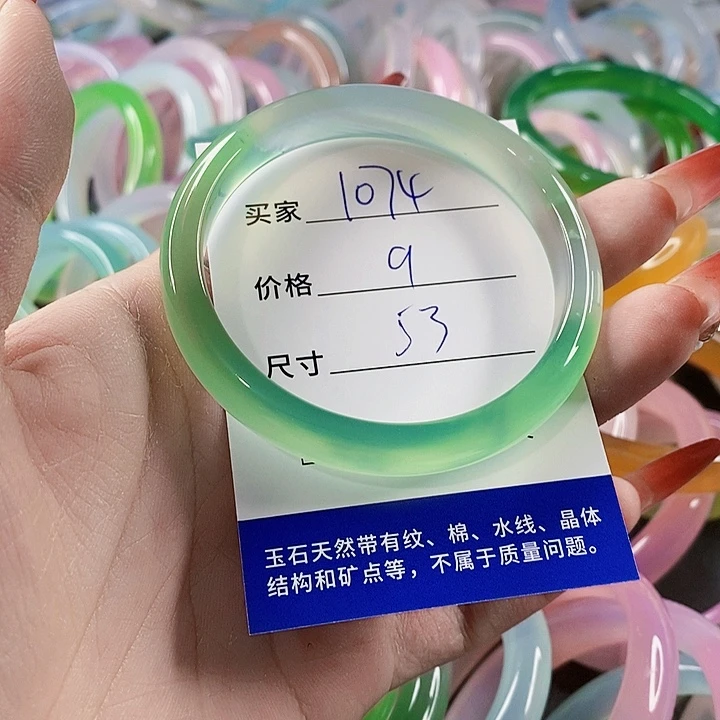 买家 1074
价格 9
尺寸 53
玉石天然带有纹、棉、水线、晶体
结构和矿点等，不属于质量问题。